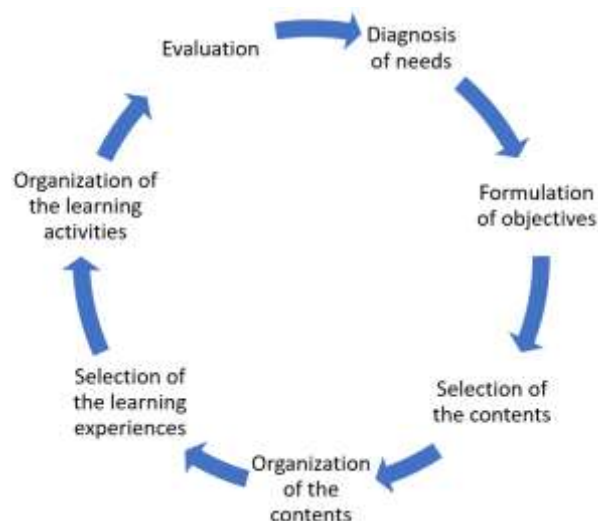 Evaluation
Diagnosis
of needs
Formulation
of objectives
Selection of
the contents
Organization
of the
contents
Selection of
the learning
experiences
Organization of
the learning
activities